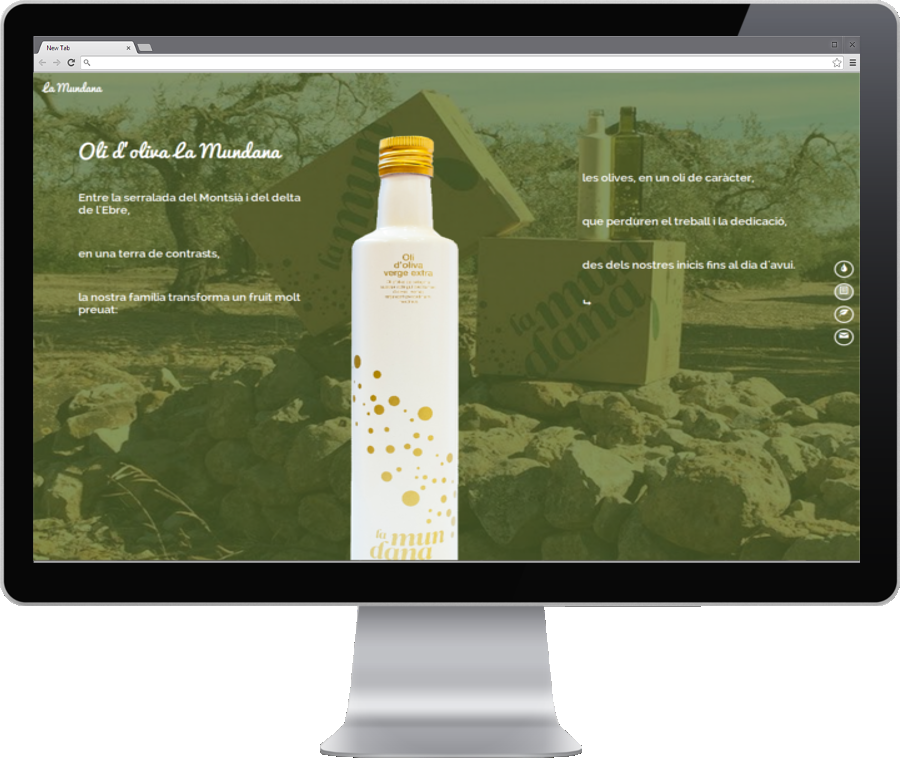 New Tab
La Mundana
Oli d'oliva La Mundana
Entre la serralada del Montsià i del delta
de l'Ebre,
en una terra de contrasts,
la nostra família transforma un fruit molt
preuat:
les olives, en un oli de caràcter,
que perduren el treball i la dedicació,
des dels nostres inicis fins al dia d'avui.
Oli
d'oliva
verge extra
la mun
dana
la mun
la mun
dana